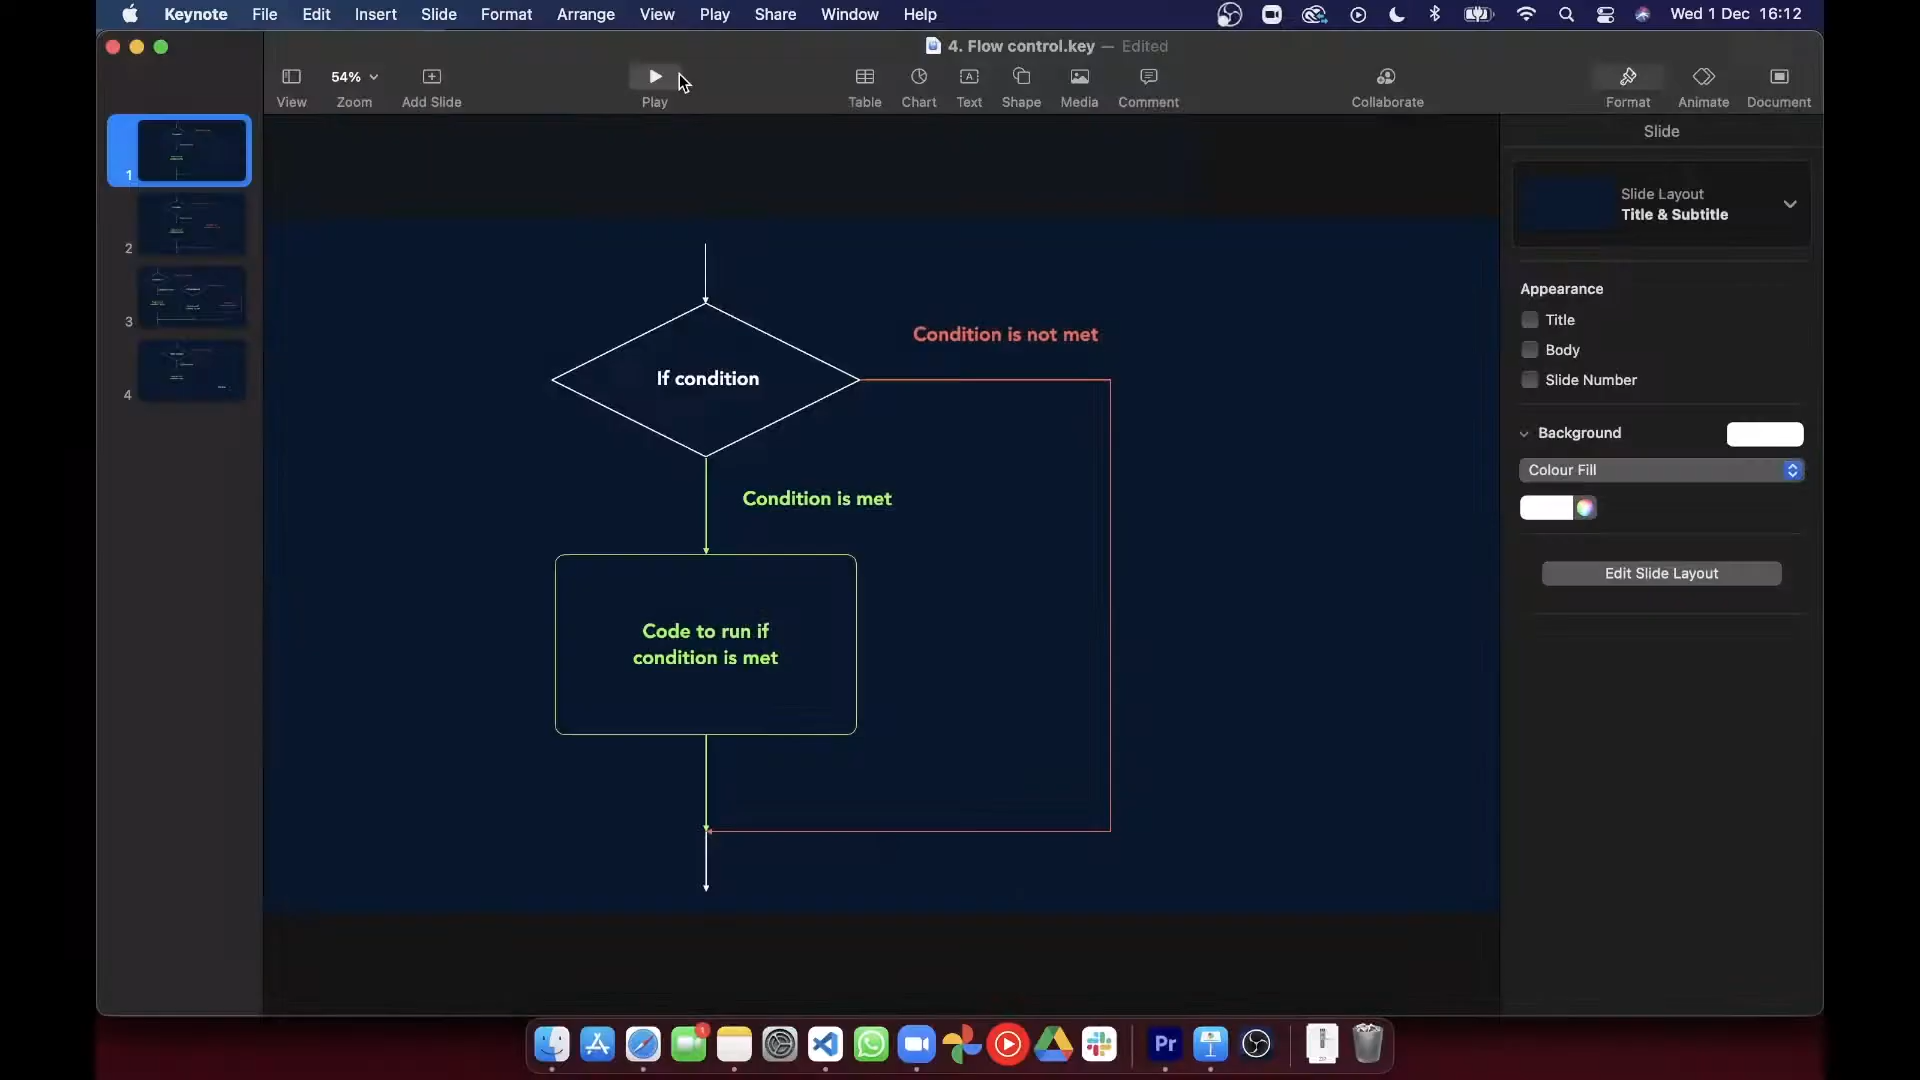 Keynote File Edit Insert Slide Format Arrange View Play Share Window Help Wed 1 Dec 16:12
4. Flow control.key — Edited
54%
View Zoom Add Slide Play Table Chart Text Shape Media Comment Collaborate Format Animate Document
Slide
Slide Layout
Title & Subtitle
Appearance
Title
Body
Slide Number
Background
Colour Fill
Edit Slide Layout
1
2
3
4
If condition
Condition is not met
Condition is met
Code to run if
condition is met
1
Pr